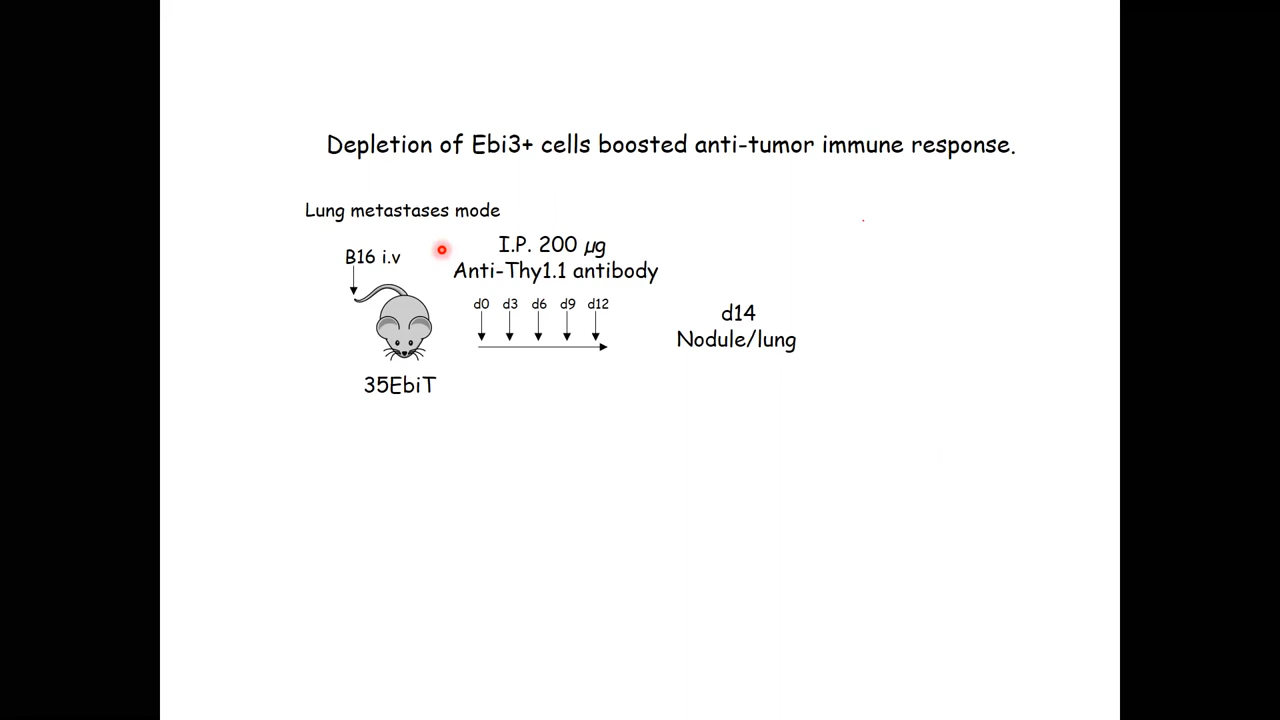 Depletion of Ebi3+ cells boosted anti-tumor immune response.
Lung metastases mode
B16 i.v
I.P. 200 µg
Anti-Thy1.1 antibody
d0 d3 d6 d9 d12
d14
Nodule/lung
35EbiT